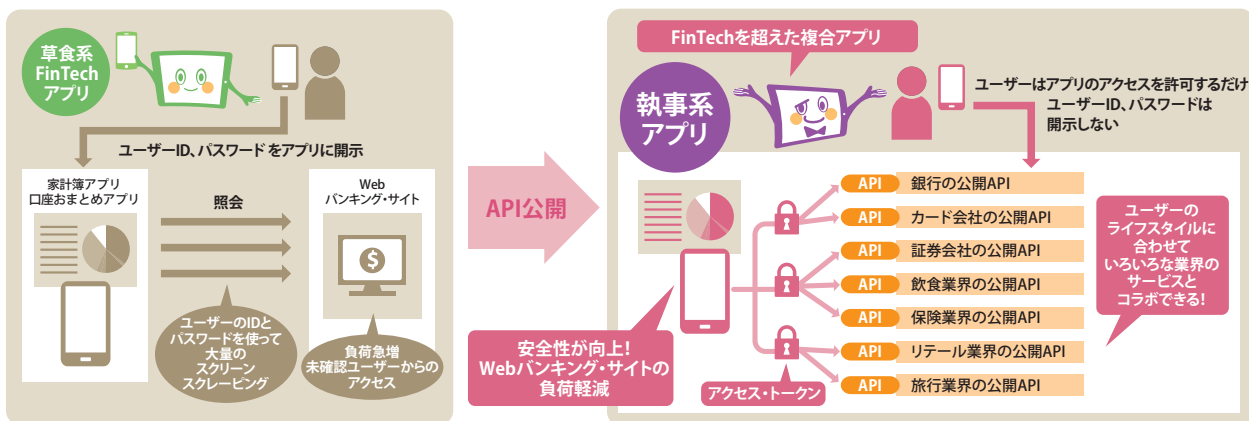 草食系
FinTech
アプリ
ユーザーID、パスワードをアプリに開示
家計簿アプリ
口座おまとめアプリ
照会
Web
バンキング・サイト
ユーザーのIDと
パスワードを使って
大量の
スクリーン
スクレーピング
負荷急増
未確認ユーザーからの
アクセス
API公開
FinTechを超えた複合アプリ
執事系
アプリ
ユーザーはアプリのアクセスを許可するだけ
ユーザーID、パスワードは
開示しない
API 銀行の公開API
API カード会社の公開API
API 証券会社の公開API
API 飲食業界の公開API
API 保険業界の公開API
API リテール業界の公開API
API 旅行業界の公開API
ユーザーの
ライフスタイルに
合わせて
いろいろな業界の
サービスと
コラボできる!
安全性が向上!
Webバンキング・サイトの
負荷軽減
アクセス・トークン